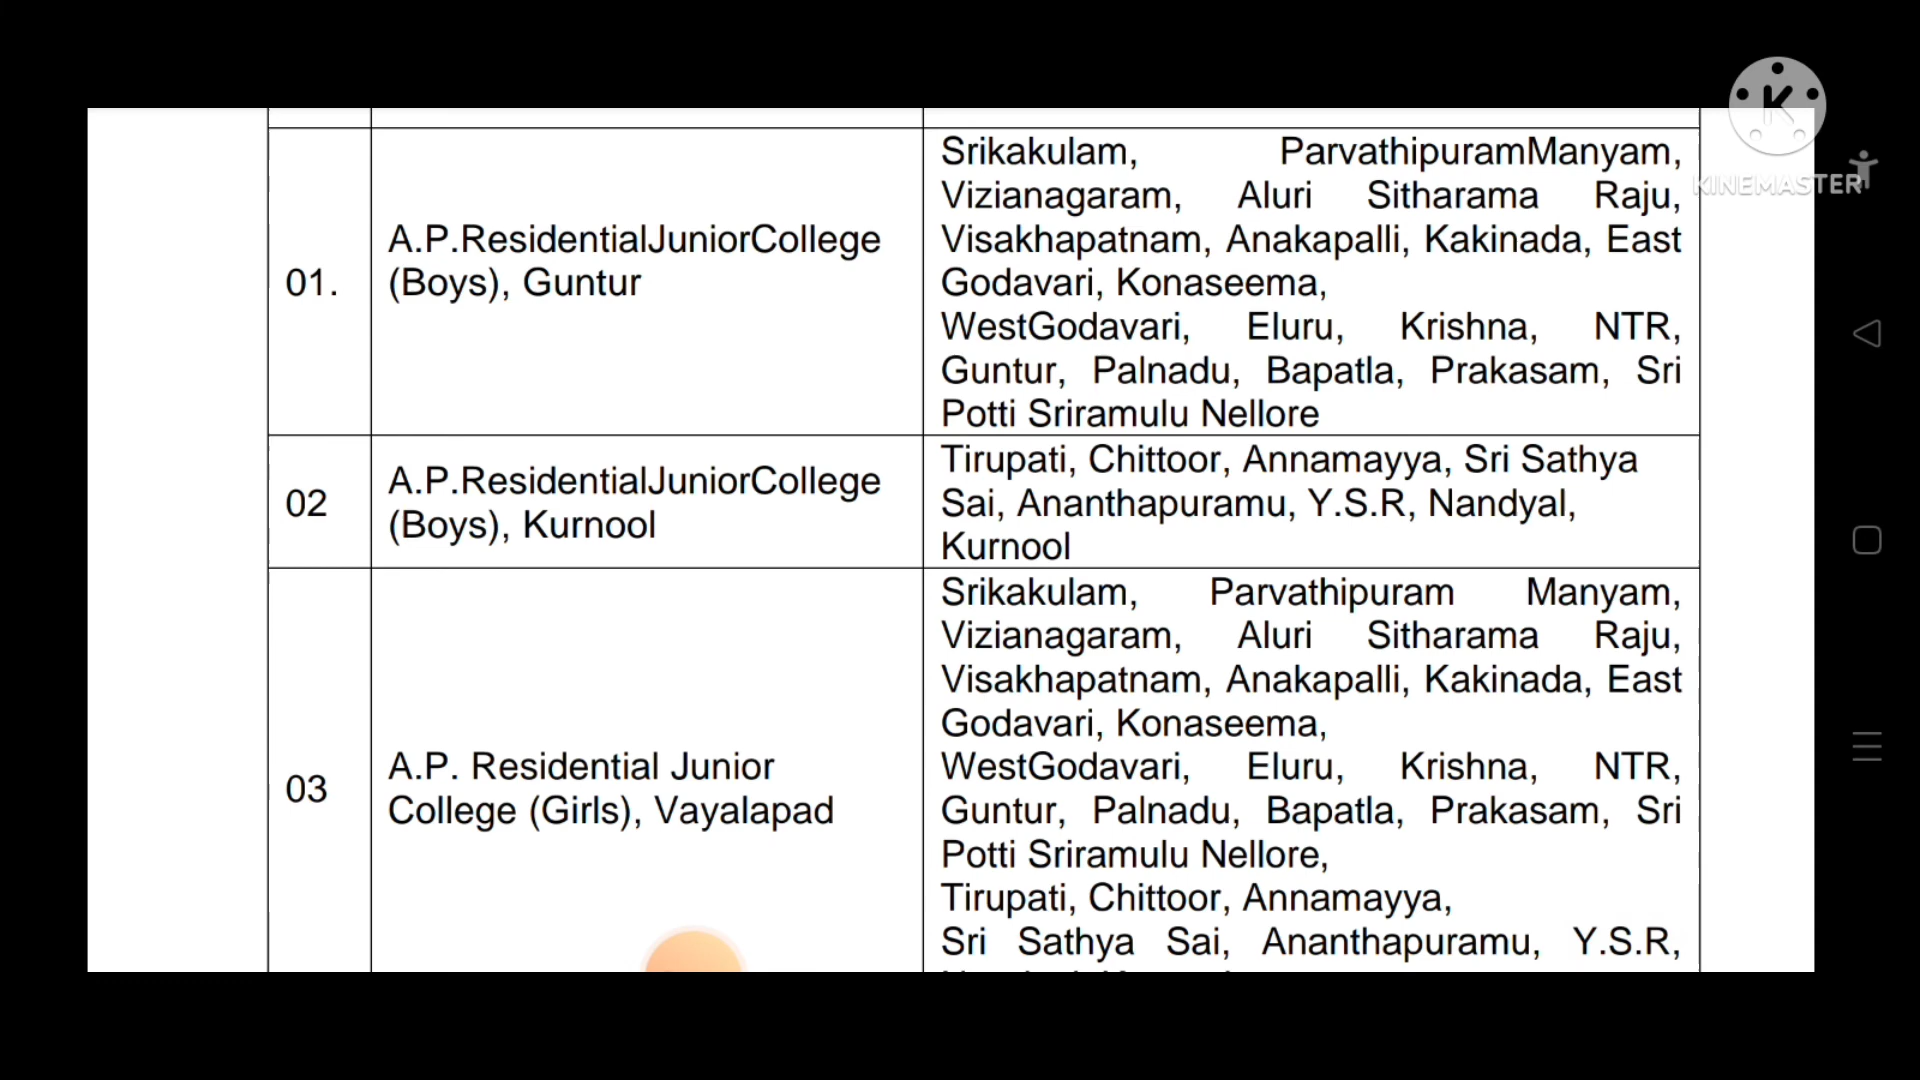 01.
A.P.ResidentialJuniorCollege
(Boys), Guntur
Srikakulam, ParvathipuramManyam,
Vizianagaram, Aluri Sitharama Raju,
Visakhapatnam, Anakapalli, Kakinada, East
Godavari, Konaseema,
WestGodavari, Eluru, Krishna, NTR,
Guntur, Palnadu, Bapatla, Prakasam, Sri
Potti Sriramulu Nellore
02
A.P.ResidentialJuniorCollege
(Boys), Kurnool
Tirupati, Chittoor, Annamayya, Sri Sathya
Sai, Ananthapuramu, Y.S.R, Nandyal,
Kurnool
03
A.P. Residential Junior
College (Girls), Vayalapad
Srikakulam, Parvathipuram Manyam,
Vizianagaram, Aluri Sitharama Raju,
Visakhapatnam, Anakapalli, Kakinada, East
Godavari, Konaseema,
WestGodavari, Eluru, Krishna, NTR,
Guntur, Palnadu, Bapatla, Prakasam, Sri
Potti Sriramulu Nellore,
Tirupati, Chittoor, Annamayya,
Sri Sathya Sai, Ananthapuramu, Y.S.R,
K
KINEMASTER